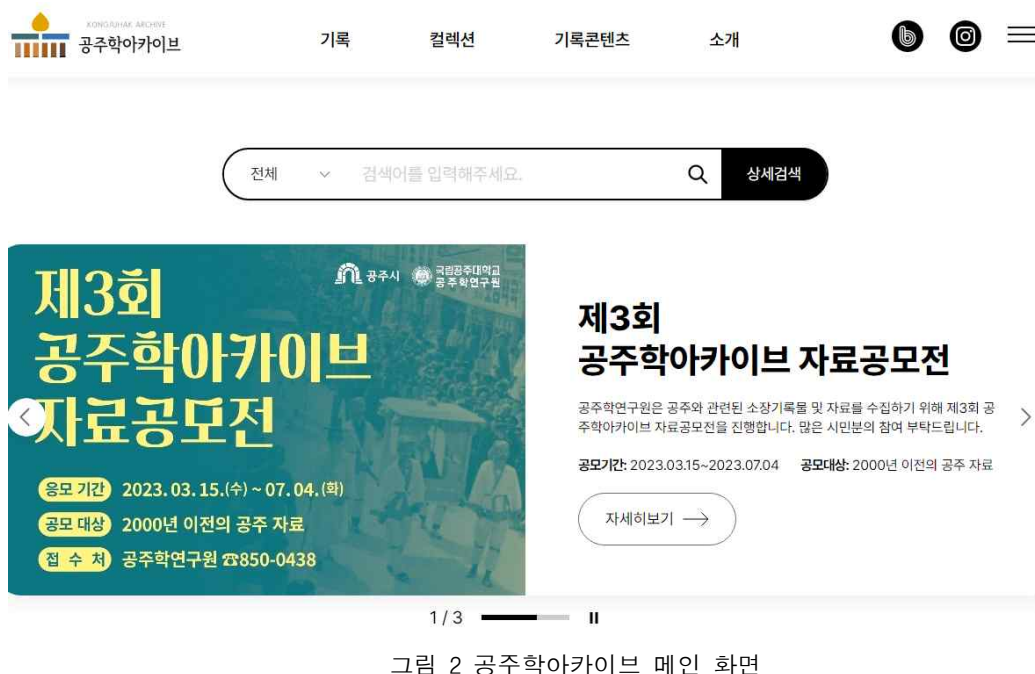 KONGJUHAK ARCHIVE
공주학아카이브
기록 컬렉션 기록콘텐츠 소개
전체 검색어를 입력해주세요. 상세검색
공주시 국립공주대학교 공주학연구원
제3회
공주학아카이브
자료공모전
응모 기간 2023.03.15.(수)~07.04.(화)
공모 대상 2000년 이전의 공주 자료
접 수 처 공주학연구원 ☎850-0438
제3회
공주학아카이브 자료공모전
공주학연구원은 공주와 관련된 소장기록물 및 자료를 수집하기 위해 제3회 공
주학아카이브 자료공모전을 진행합니다. 많은 시민분의 참여 부탁드립니다.
공모기간: 2023.03.15~2023.07.04 공모대상: 2000년 이전의 공주 자료
자세히보기
1 / 3
그림 2 공주학아카이브 메인 화면